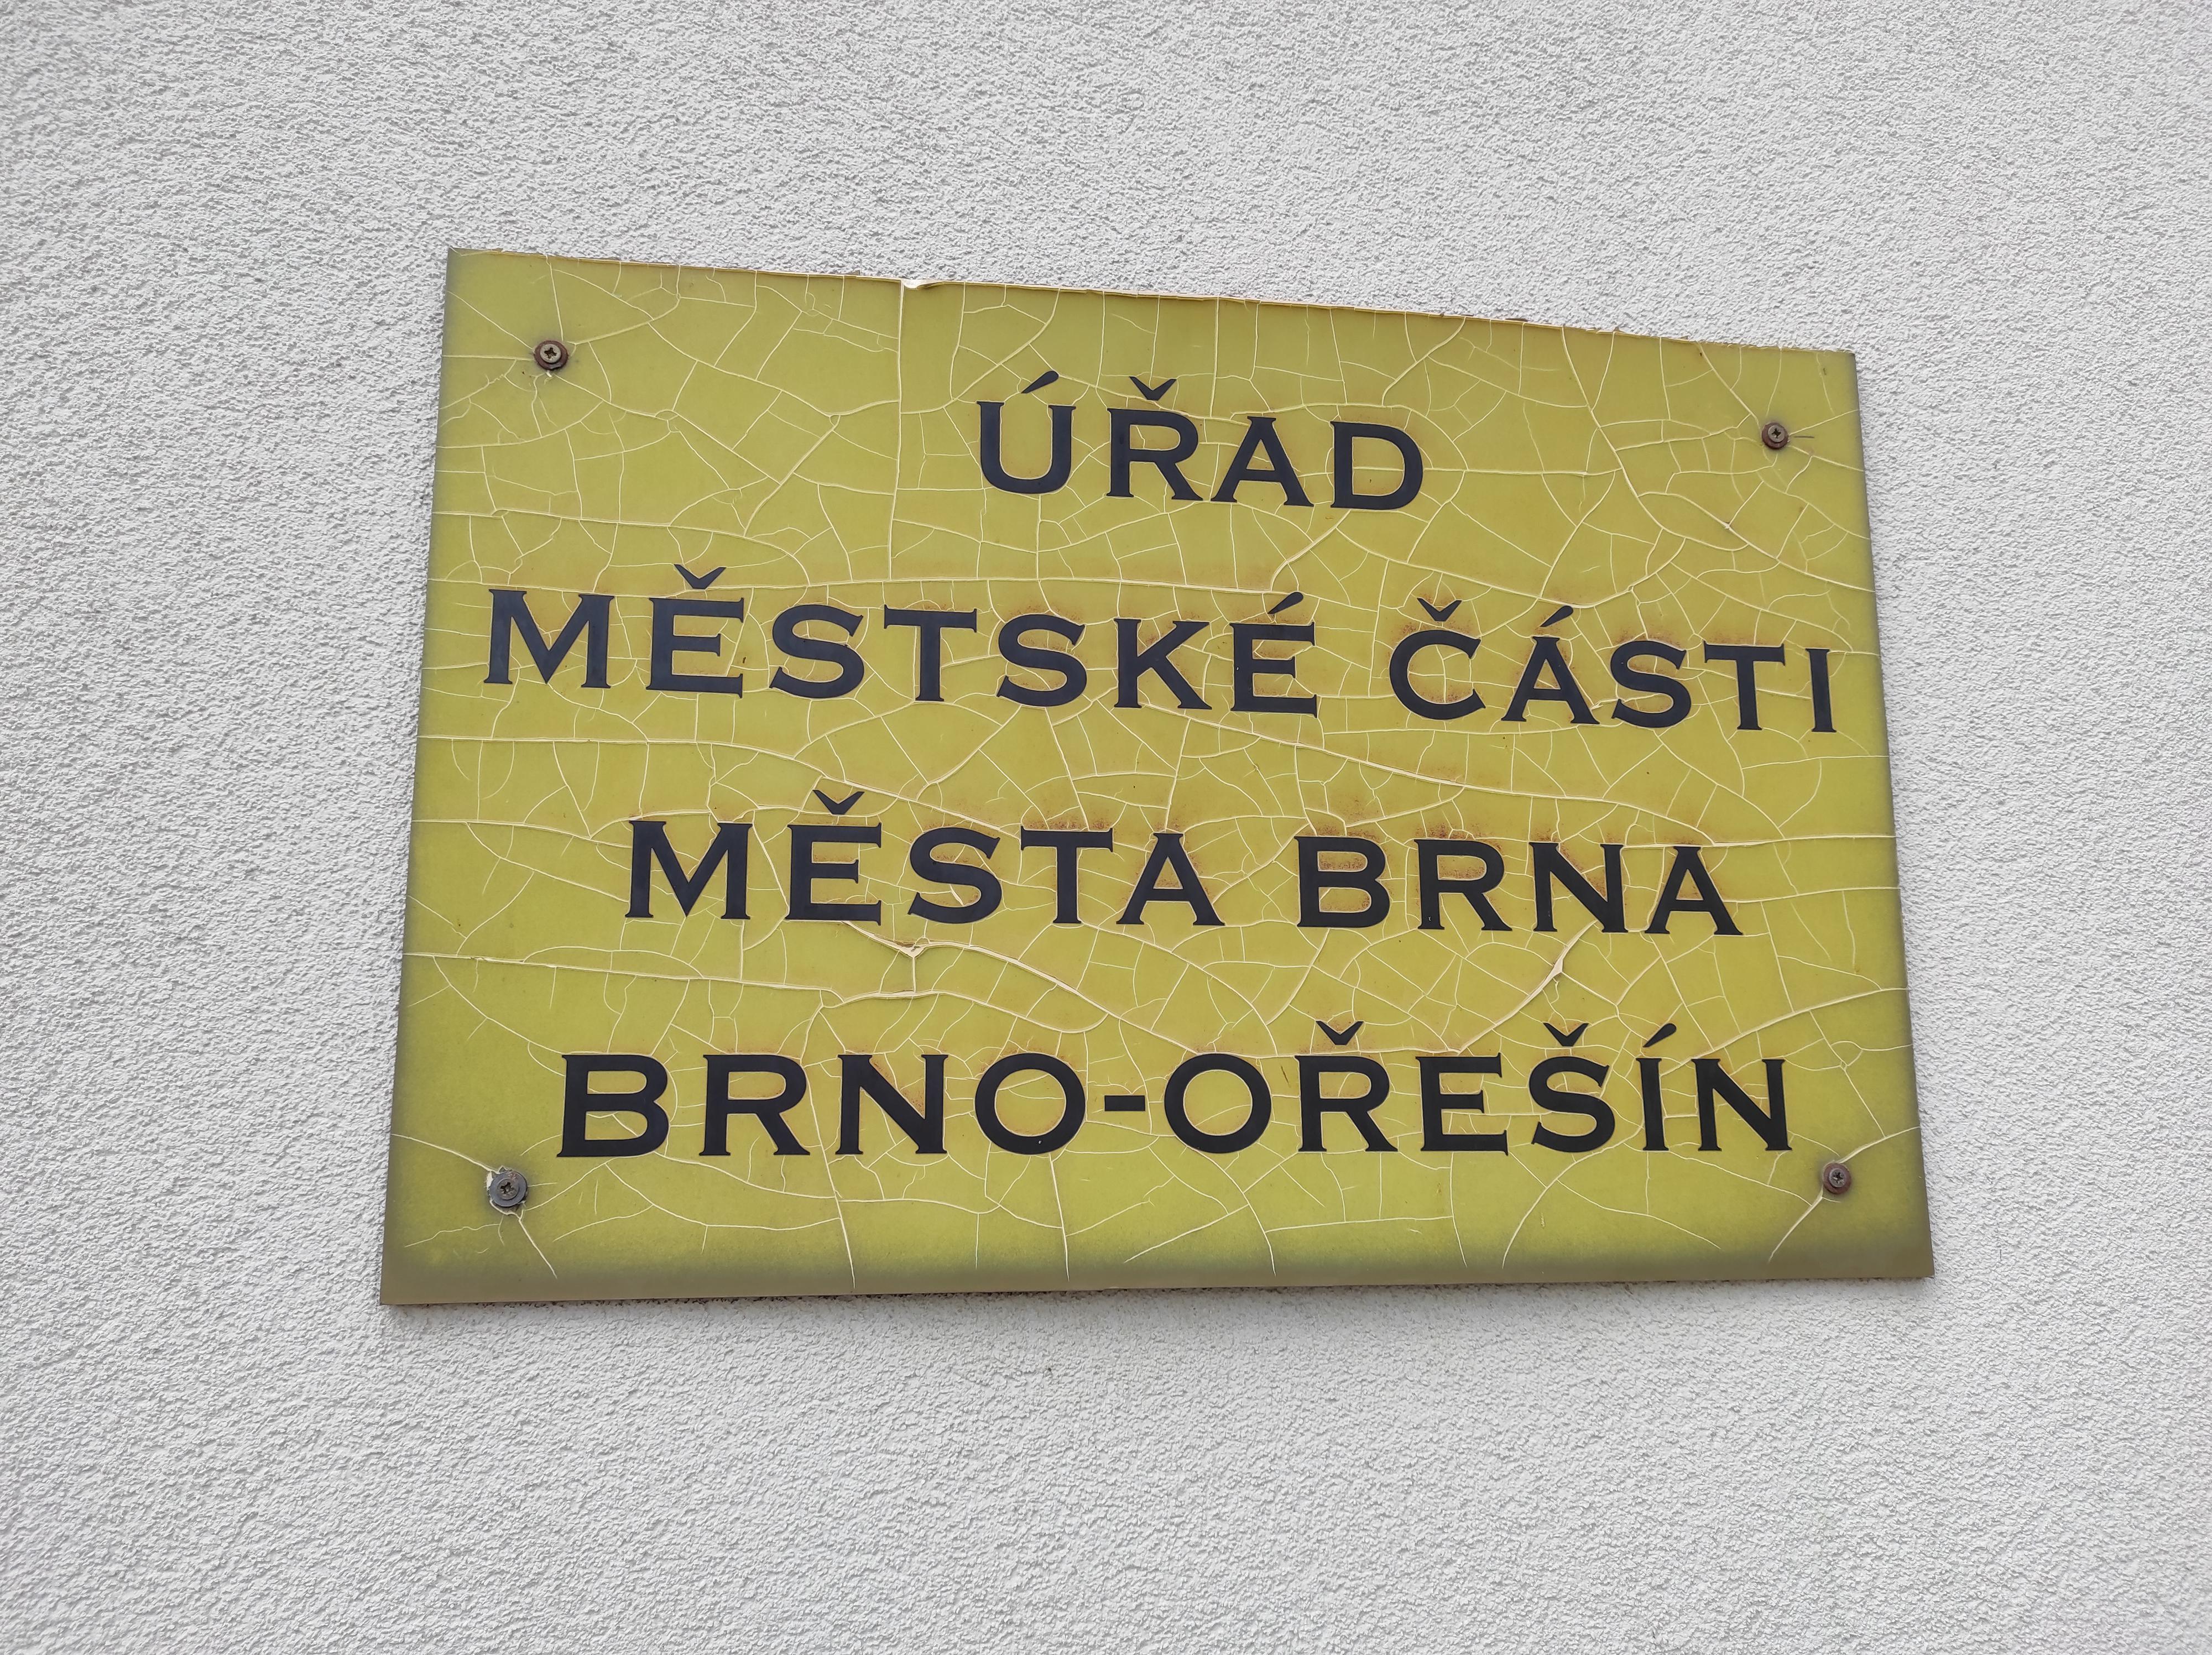 ÚŘAD
MĚSTSKÉ ČÁSTI
MĚSTA BRNA
BRNO-OŘEŠÍN